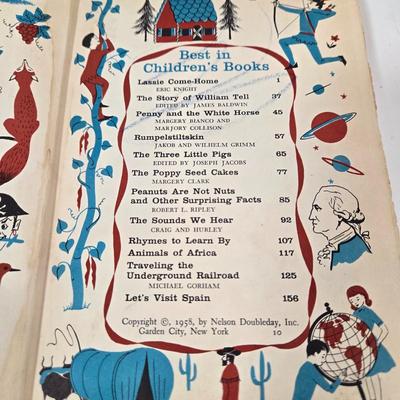 Best in
Children's Books
Lassie Come-Home 1
ERIC KNIGHT
The Story of William Tell 37
EDITED BY JAMES BALDWIN
Penny and the White Horse 45
MARGERY BIANCO AND
MARJORY COLLISON
Rumpelstiltskin 57
JAKOB AND WILHELM GRIMM
The Three Little Pigs 65
EDITED BY JOSEPH JACOBS
The Poppy Seed Cakes 77
MARGERY CLARK
Peanuts Are Not Nuts
and Other Surprising Facts 85
ROBERT L. RIPLEY
The Sounds We Hear 92
CRAIG AND HURLEY
Rhymes to Learn By 107
Animals of Africa 117
Traveling the
Underground Railroad 125
MICHAEL GORHAM
Let's Visit Spain 156
Copyright ©, 1958, by Nelson Doubleday, Inc.
Garden City, New York 10